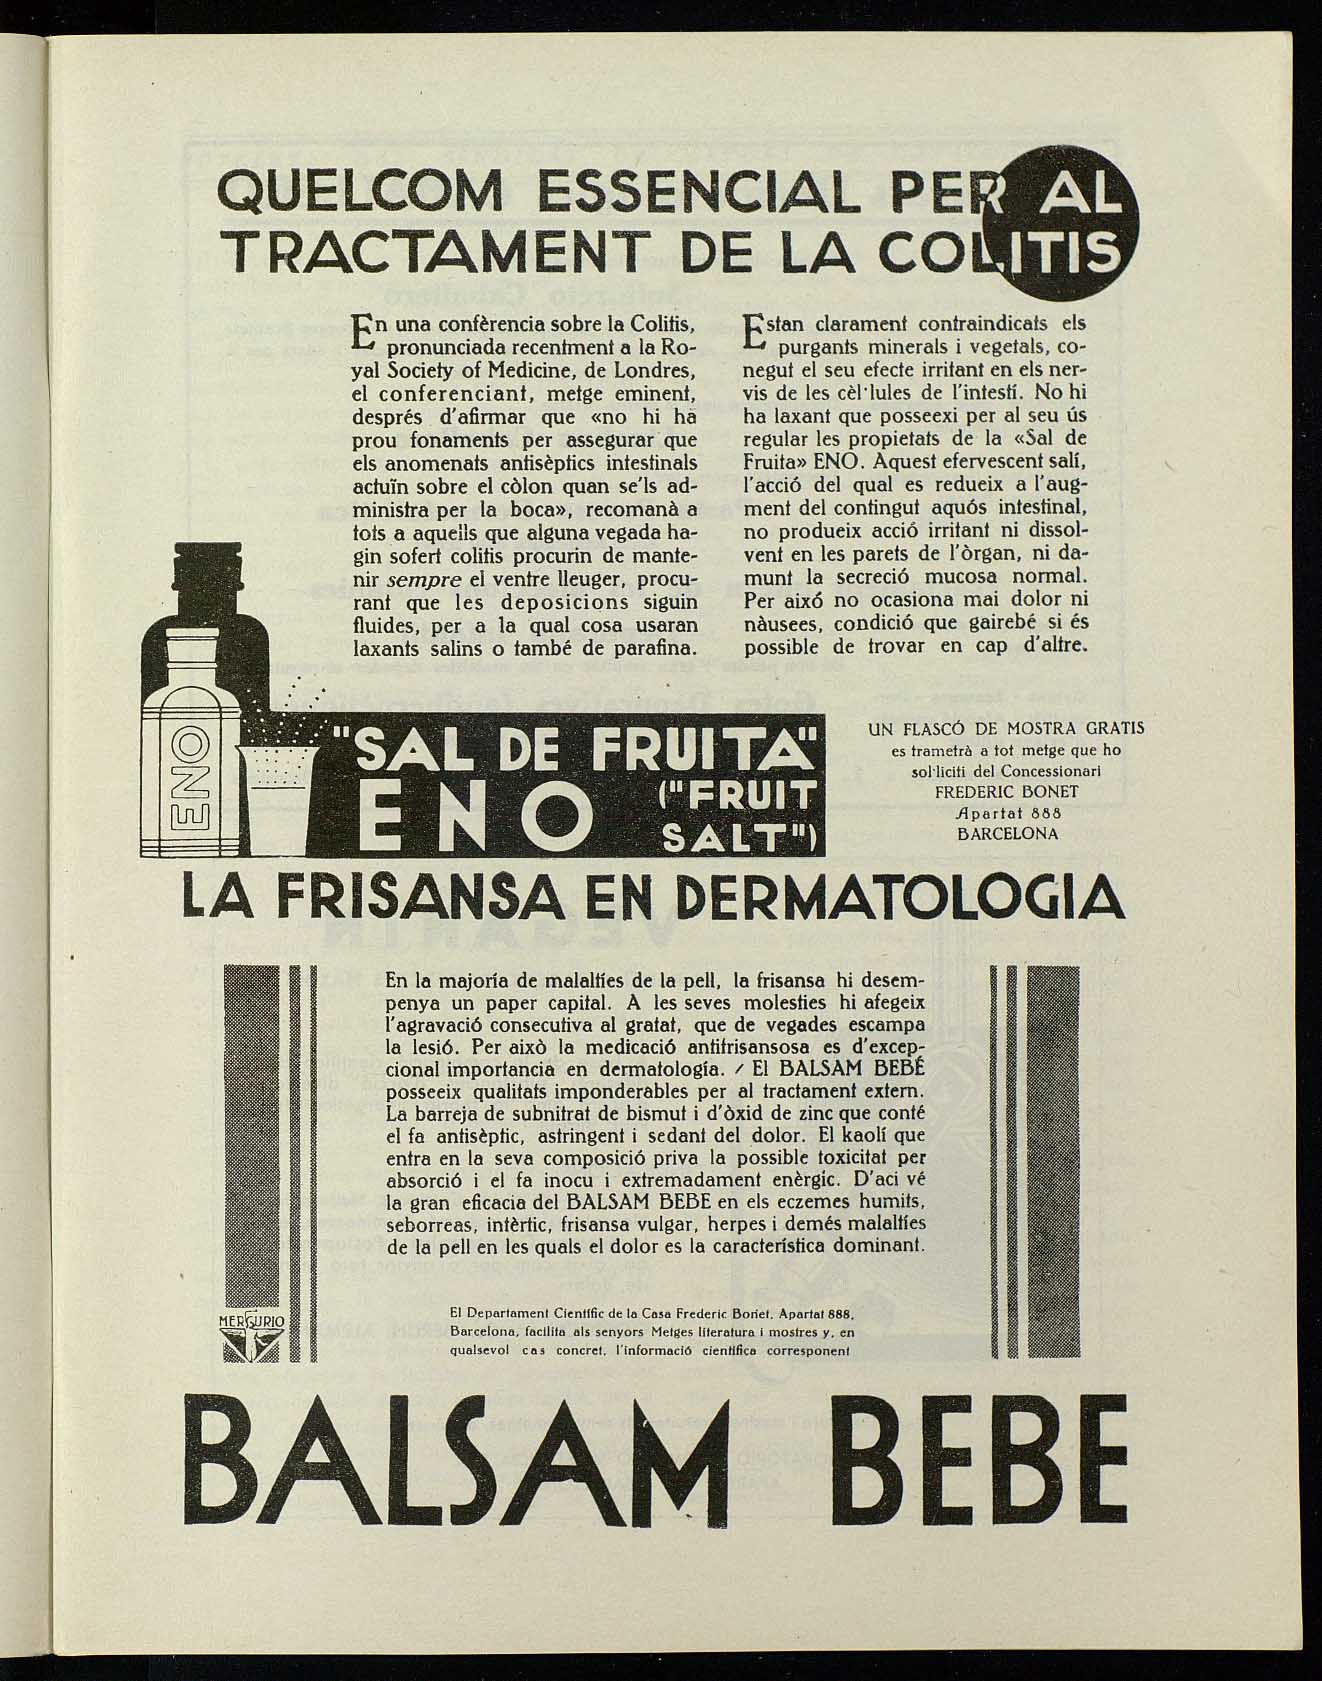 QUELCOM ESSENCIAL PER AL
TRACTAMENT DE LA COLITIS
En una confèrencia sobre la Colitis,
pronunciada recentment a la Ro-
yal Society of Medicine, de Londres,
el conferenciant, metge eminent,
després d'afirmar que «no hi ha
prou fonaments per assegurar que
els anomenats antisèptics intestinals
actuïn sobre el còlon quan se'ls ad-
ministra per la boca», recomanà a
tots a aquells que alguna vegada ha-
gin sofert colitis procurin de mante-
nir sempre el ventre lleuger, procu-
rant que les deposicions siguin
fluides, per a la qual cosa usaran
laxants salins o també de parafina.
Estan clarament contraindicats els
purgants minerals i vegetals, co-
negut el seu efecte irritant en els ner-
vis de les cèl·lules de l'intestí. No hi
ha laxant que posseexi per al seu ús
regular les propietats de la «Sal de
Fruita» ENO. Aquest efervescent salí,
l'acció del qual es redueix a l'aug-
ment del contingut aquós intestinal,
no produeix acció irritant ni dissol-
vent en les parets de l'òrgan, ni da-
munt la secreció mucosa normal.
Per aixó no ocasiona mai dolor ni
nàusees, condició que gairebé si és
possible de trovar en cap d'altre.
ENO
"SAL DE FRUITA"
ENO ("FRUIT
SALT")
UN FLASCÓ DE MOSTRA GRATIS
es trametrà a tot metge que ho
sol·liciti del Concessionari
FREDERIC BONET
Apartat 888
BARCELONA
LA FRISANSA EN DERMATOLOGIA
En la majoría de malalties de la pell, la frisansa hi desem-
penya un paper capital. A les seves molesties hi afegeix
l'agravació consecutiva al gratat, que de vegades escampa
la lesió. Per això la medicació antifrisansosa es d'excep-
cional importancia en dermatología. / El BALSAM BEBÉ
posseeix qualitats imponderables per al tractament extern.
La barreja de subnitrat de bismut i d'òxid de zinc que conté
el fa antisèptic, astringent i sedant del dolor. El kaolí que
entra en la seva composició priva la possible toxicitat per
absorció i el fa inocu i extremadament enèrgic. D'aci vé
la gran eficacia del BALSAM BEBE en els eczemes humits,
seborreas, intèrtic, frisansa vulgar, herpes i demés malalties
de la pell en les quals el dolor es la característica dominant.
El Departament Científic de la Casa Frederic Bonet, Apartat 888,
Barcelona, facilita als senyors Metges literatura i mostres y, en
qualsevol cas concret, l'informació científica corresponent
MERCURIO
BALSAM BEBE